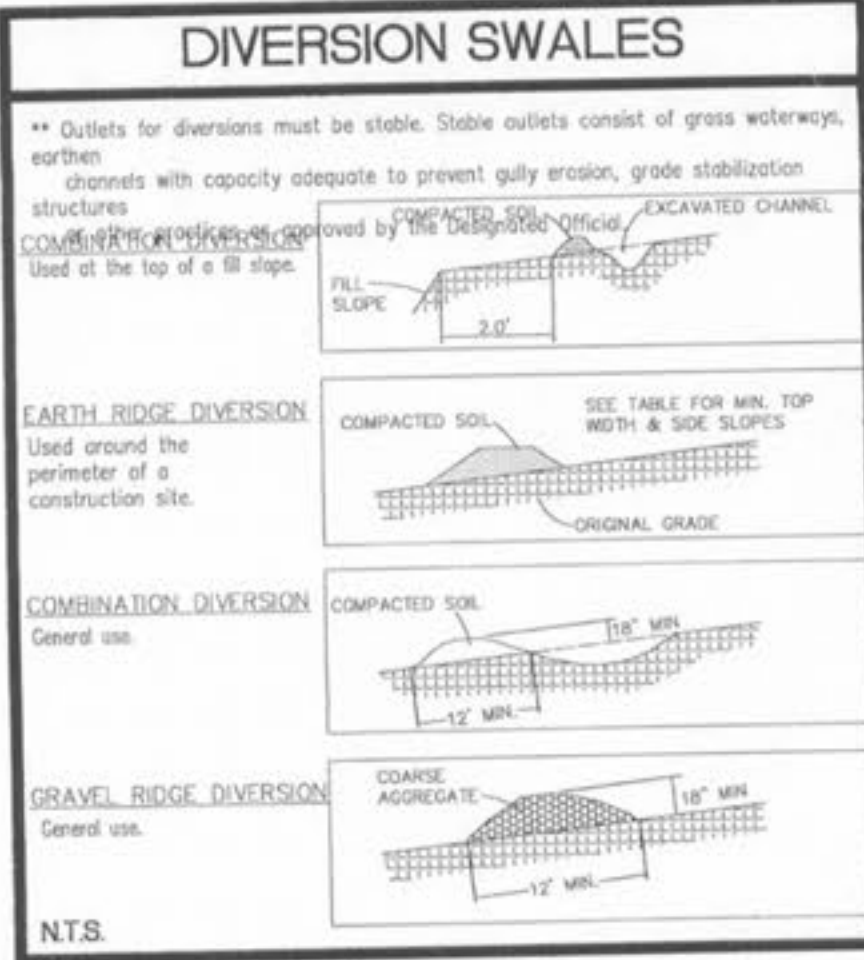 DIVERSION SWALES
** Outlets for diversions must be stable. Stable outlets consist of grass waterways,
earthen
channels with capacity adequate to prevent gully erosion, grade stabilization
structures
or other practices as approved by the Designated Official.
COMBINATION DIVERSION
Used at the top of a fill slope.
COMPACTED SOIL
EXCAVATED CHANNEL
FILL
SLOPE
2.0'
EARTH RIDGE DIVERSION
Used around the
perimeter of a
construction site.
COMPACTED SOIL
SEE TABLE FOR MIN. TOP
WIDTH & SIDE SLOPES
ORIGINAL GRADE
COMBINATION DIVERSION
General use.
COMPACTED SOIL
18" MIN
12' MIN.
GRAVEL RIDGE DIVERSION
General use.
COARSE
AGGREGATE
18" MIN
12' MIN.
N.T.S.